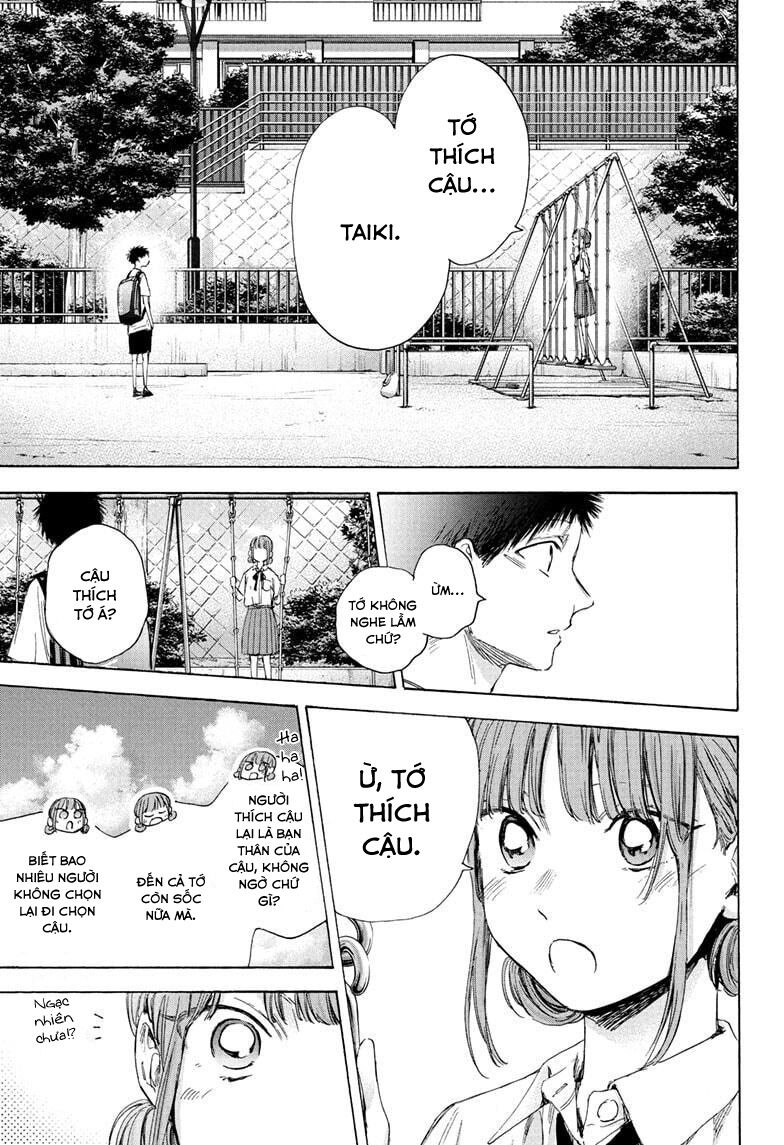 TỚ
THÍCH
CẬU...
TAIKI.
ỪM...
TỚ KHÔNG
NGHE LẦM
CHỨ?
CẬU
THÍCH
TỚ Á?
Ừ, TỚ
THÍCH
CẬU.
Ha
ha
ha!
NGƯỜI
THÍCH CẬU
LẠI LÀ BẠN
THÂN CỦA
CẬU, KHÔNG
NGỜ CHỨ
GÌ?
ĐẾN CẢ TỚ
CÒN SỐC
NỮA MÀ.
BIẾT BAO
NHIÊU NGƯỜI
KHÔNG CHỌN
LẠI ĐI CHỌN
CẬU.
Ngạc
nhiên
chưa!?